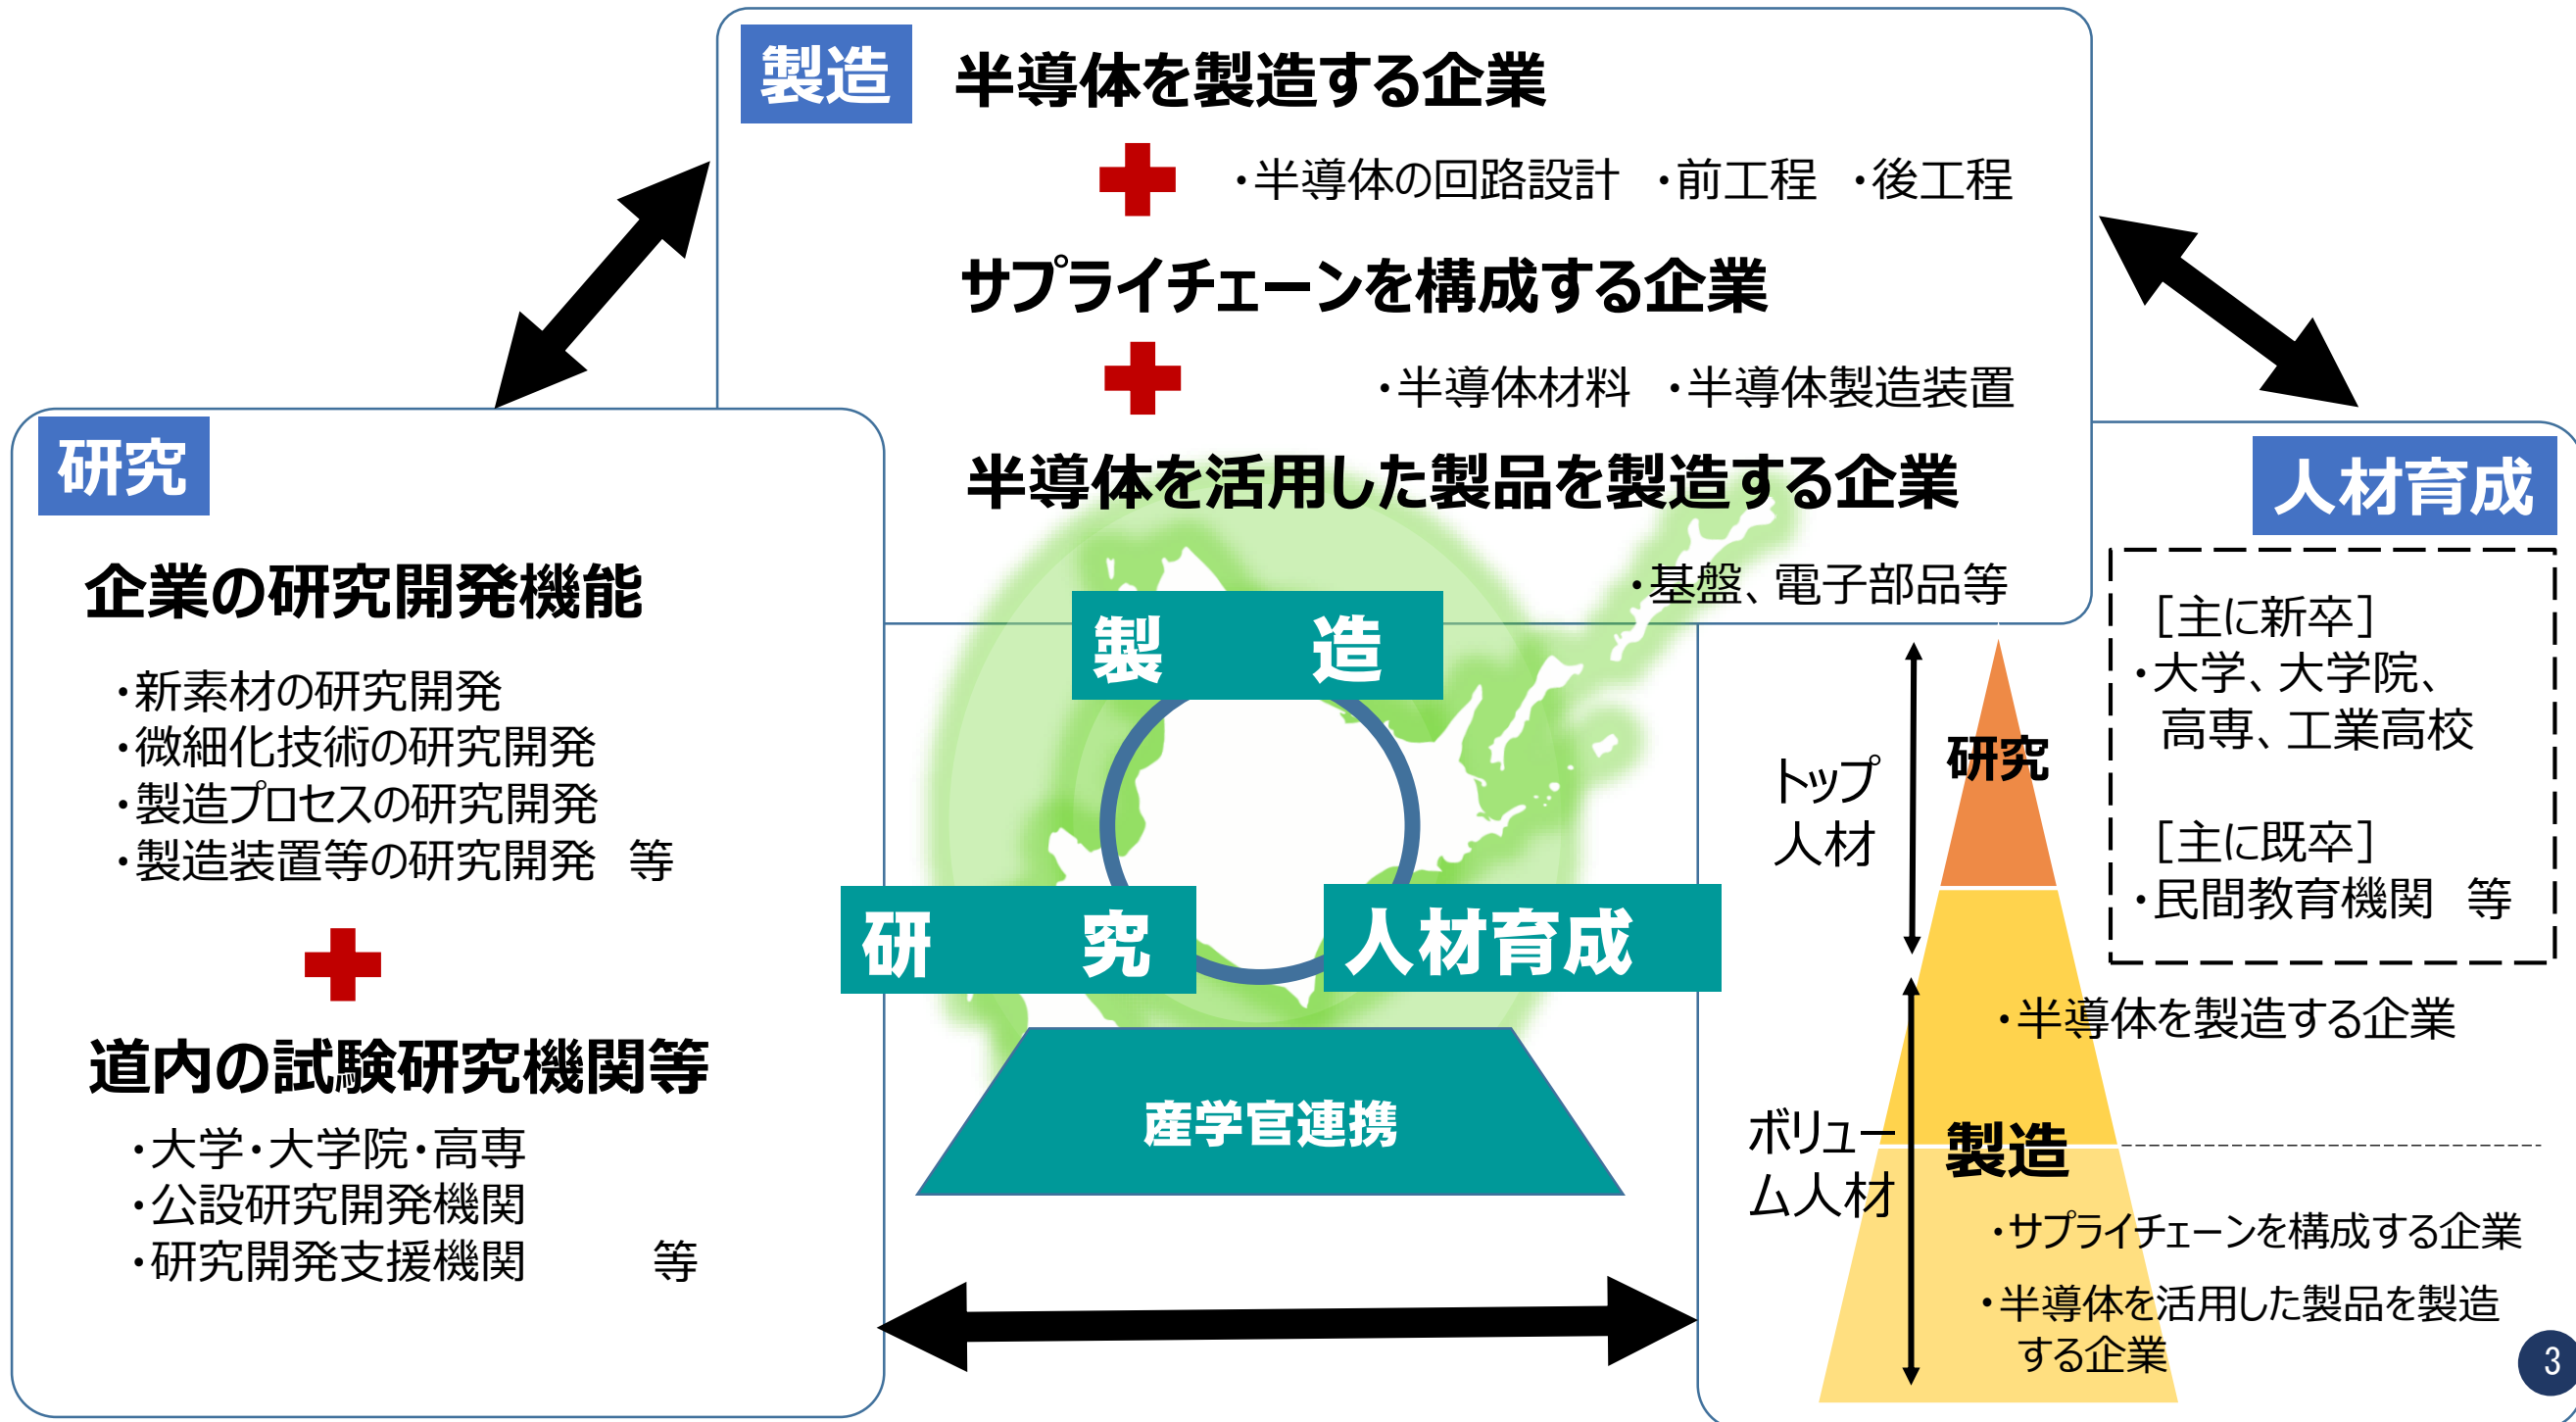 製造
半導体を製造する企業
・半導体の回路設計　・前工程　・後工程
サプライチェーンを構成する企業
・半導体材料　・半導体製造装置
半導体を活用した製品を製造する企業
・基盤、電子部品等
研究
企業の研究開発機能
・新素材の研究開発
・微細化技術の研究開発
・製造プロセスの研究開発
・製造装置等の研究開発　等
道内の試験研究機関等
・大学・大学院・高専
・公設研究開発機関
・研究開発支援機関　　等
製　造
研　究
人材育成
産学官連携
人材育成
［主に新卒］
・大学、大学院、
高専、工業高校
［主に既卒］
・民間教育機関　等
トップ
人材
研究
・半導体を製造する企業
ボリュー
ム人材
製造
・サプライチェーンを構成する企業
・半導体を活用した製品を製造
する企業
3